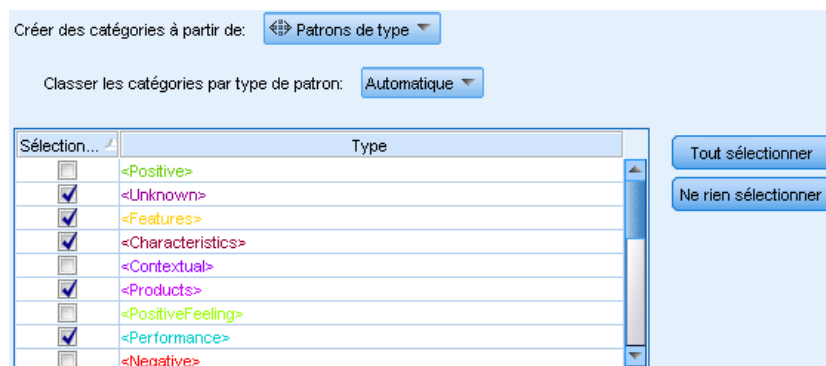 Créer des catégories à partir de: Patrons de type
Classer les catégories par type de patron: Automatique
Sélection... Type
<Positive>
<Unknown>
<Features>
<Characteristics>
<Contextual>
<Products>
<PositiveFeeling>
<Performance>
<Negative>
Tout sélectionner
Ne rien sélectionner